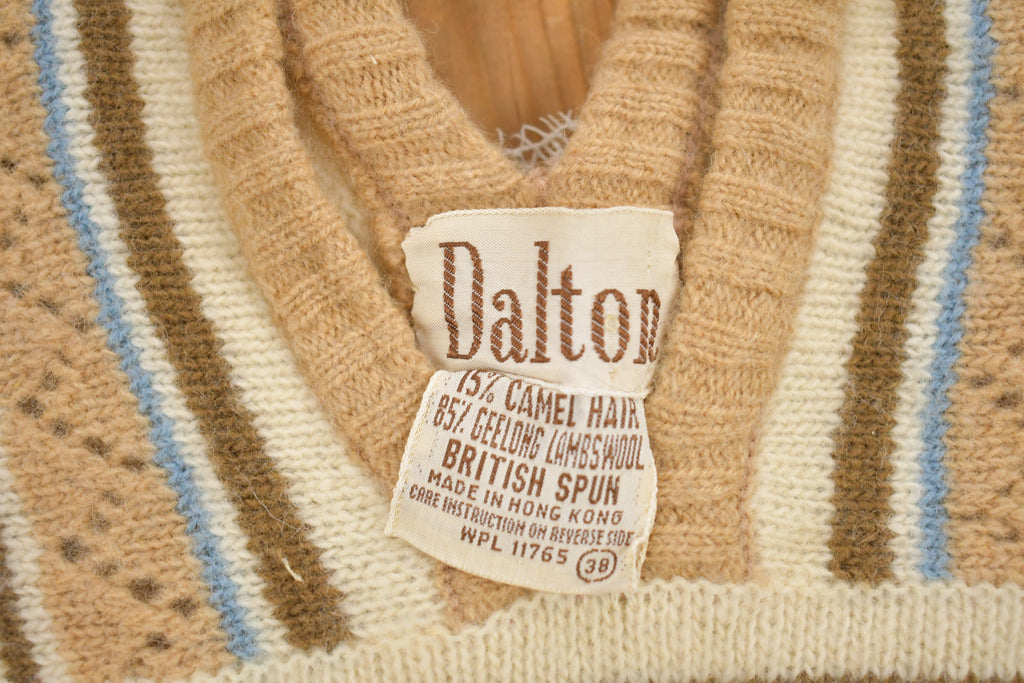 Dalton
15% CAMEL HAIR
85% GEELONG LAMBSWOOL
BRITISH SPUN
MADE IN HONG KONG
CARE INSTRUCTION ON REVERSE SIDE
WPL 11765 38